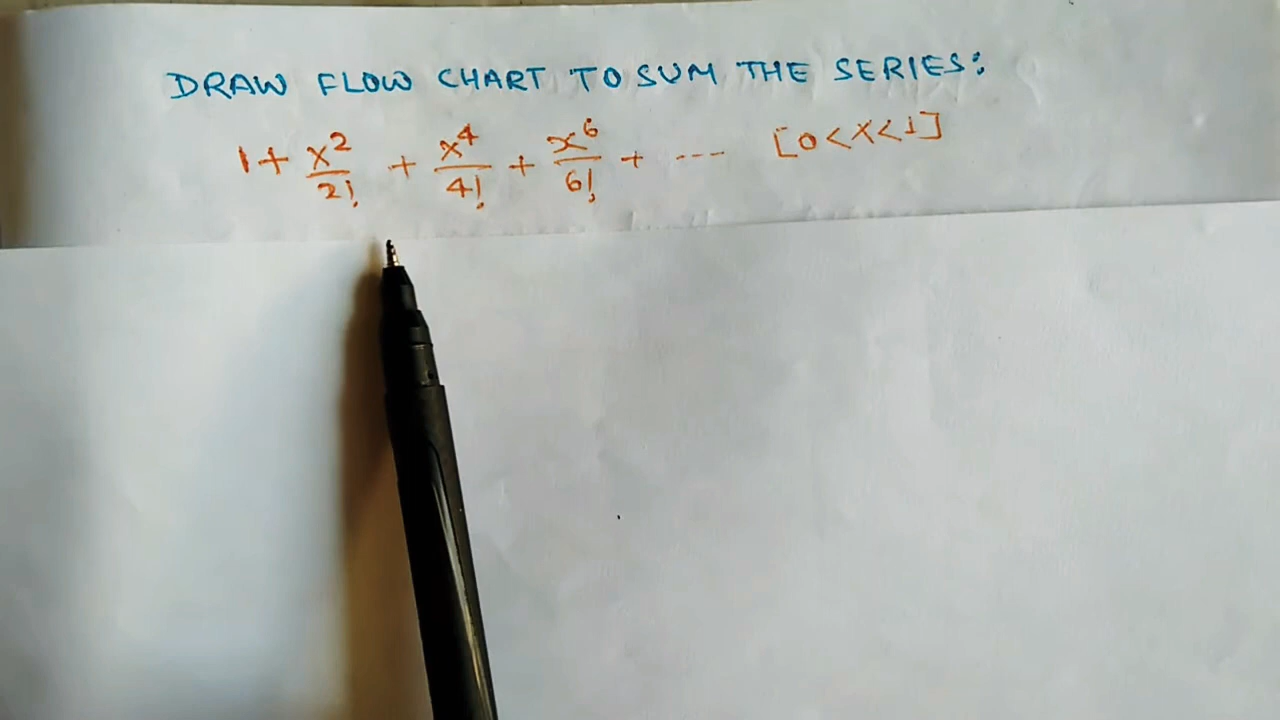 DRAW FLOW CHART TO SUM THE SERIES:
1 + x²/2! + x⁴/4! + x⁶/6! + --- [0<x<1]